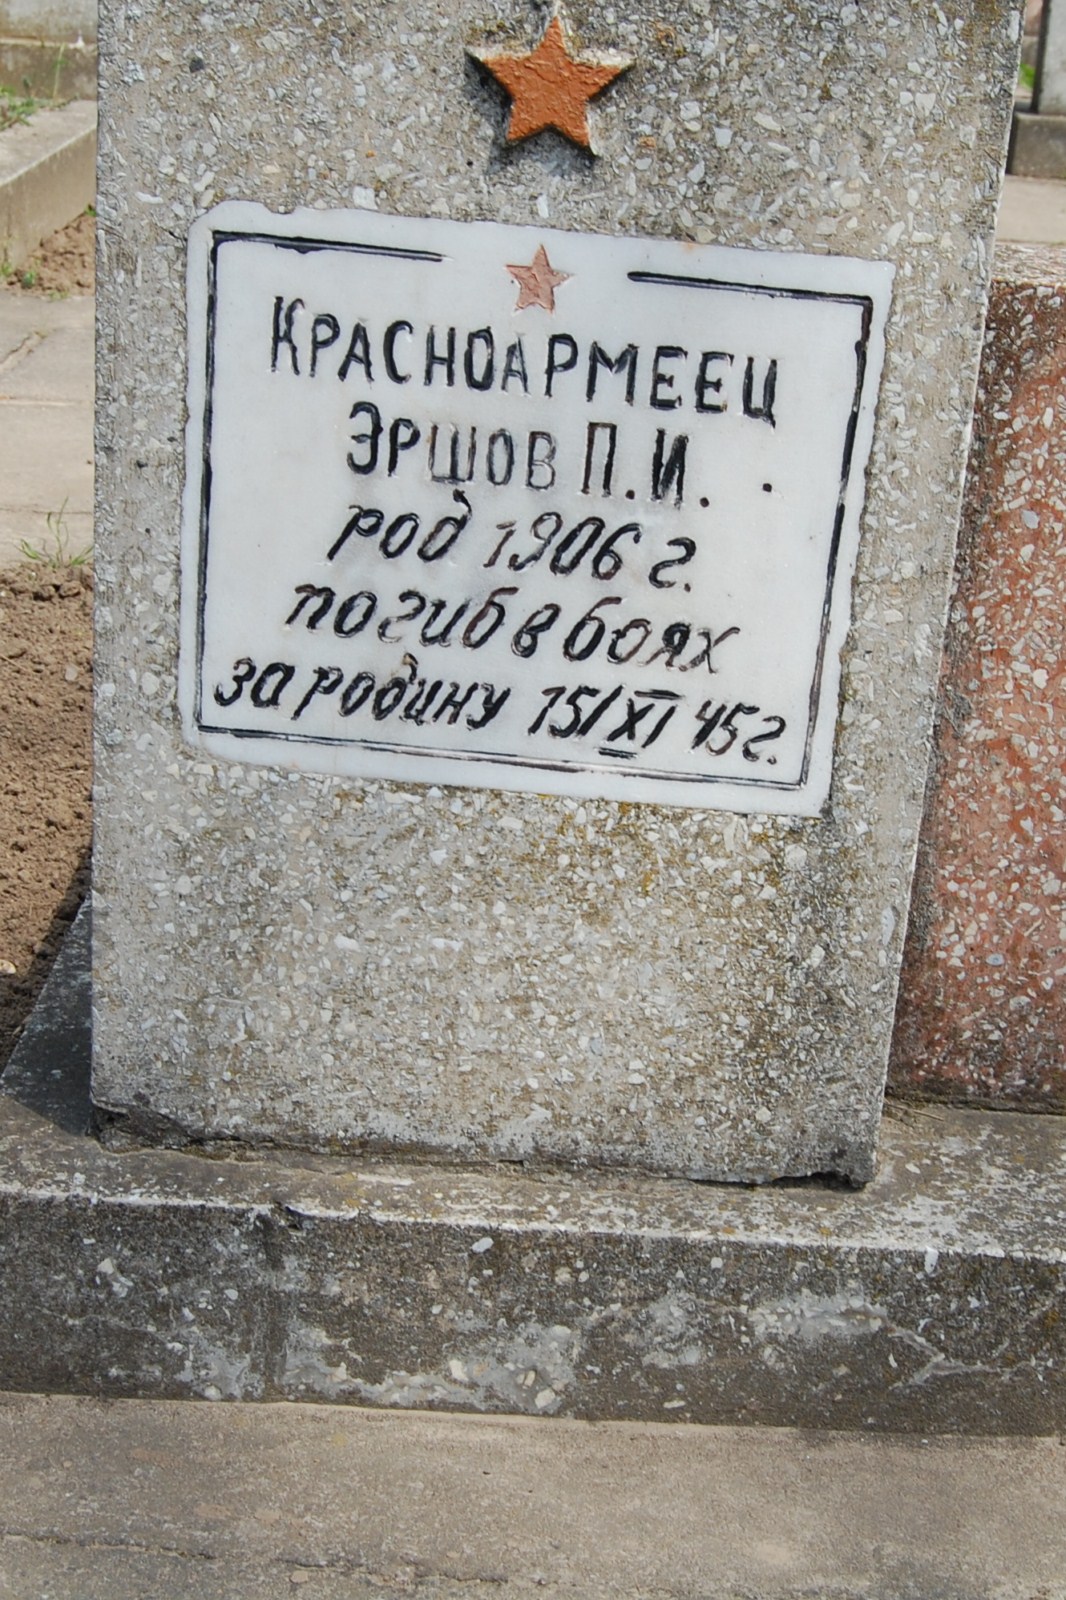 КРАСНОАРМЕЕЦ
ЭРШОВ П.И.
род 1906 г.
погиб в боях
за родину 15/XI 45г.